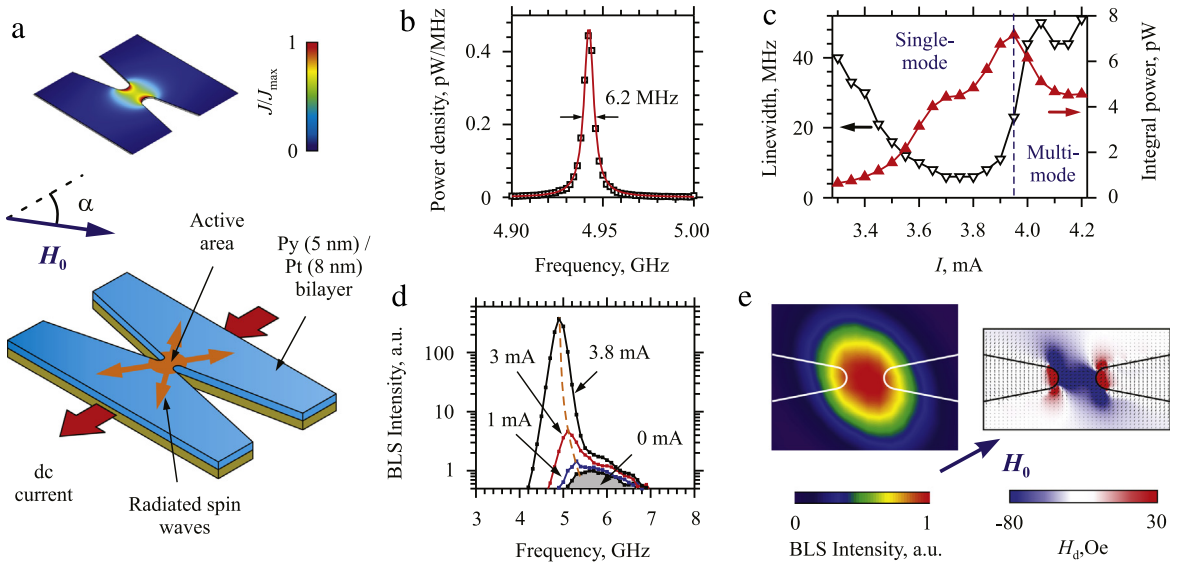 a
1
J/Jmax
0
α
H0
Active
area
Py (5 nm) /
Pt (8 nm)
bilayer
dc
current
Radiated spin
waves
b
Power density, pW/MHz
0.4
0.2
0
6.2 MHz
4.90
4.95
5.00
Frequency, GHz
c
Linewidth, MHz
40
20
0
Single-
mode
Multi-
mode
8
6
4
2
0
Integral power, pW
3.4
3.6
3.8
4.0
4.2
I, mA
d
BLS Intensity, a.u.
100
10
1
3 mA
3.8 mA
1 mA
0 mA
3
4
5
6
7
8
Frequency, GHz
e
H0
0
1
BLS Intensity, a.u.
-80
30
Hd,Oe